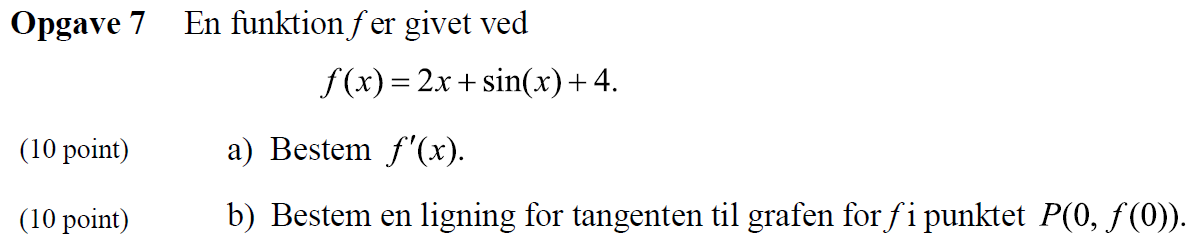 Opgave 7 En funktion f er givet ved
f(x) = 2x + sin(x) + 4.
(10 point) a) Bestem f'(x).
(10 point) b) Bestem en ligning for tangenten til grafen for f i punktet P(0, f(0)).